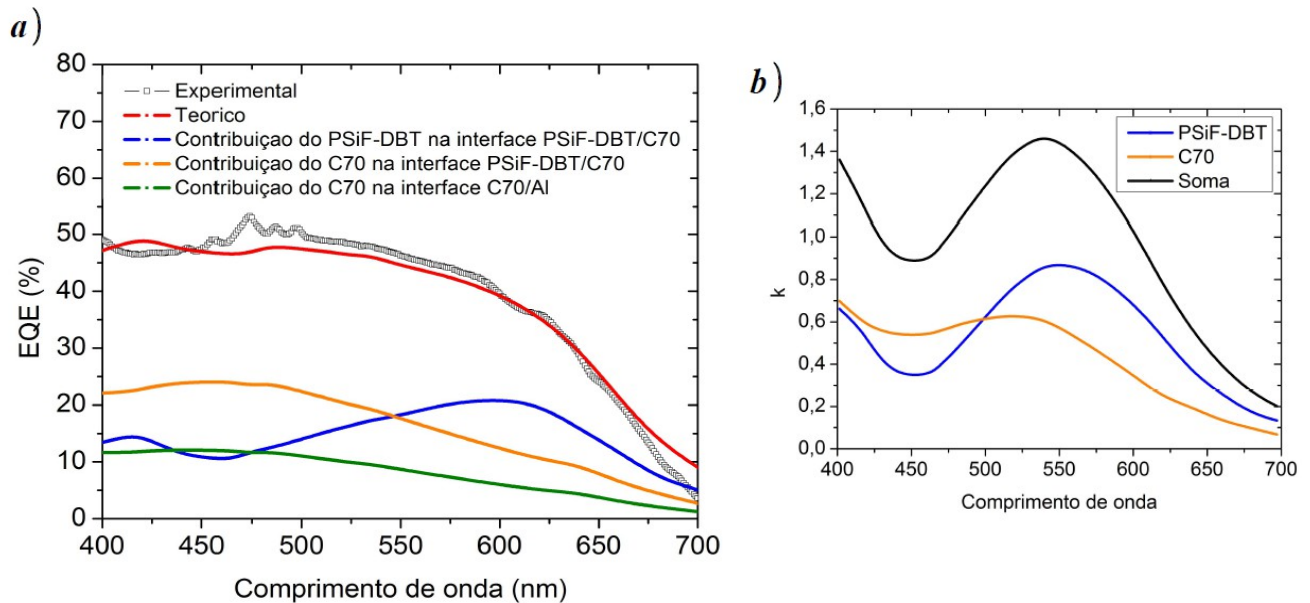 a)
80
70
60
50
40
30
20
10
0
EQE (%)
Experimental
Teorico
Contribuiçao do PSiF-DBT na interface PSiF-DBT/C70
Contribuiçao do C70 na interface PSiF-DBT/C70
Contribuiçao do C70 na interface C70/Al
400 450 500 550 600 650 700
Comprimento de onda (nm)
b)
1,6
1,4
1,2
1,0
0,8
0,6
0,4
0,2
0,0
k
PSiF-DBT
C70
Soma
400 450 500 550 600 650 700
Comprimento de onda